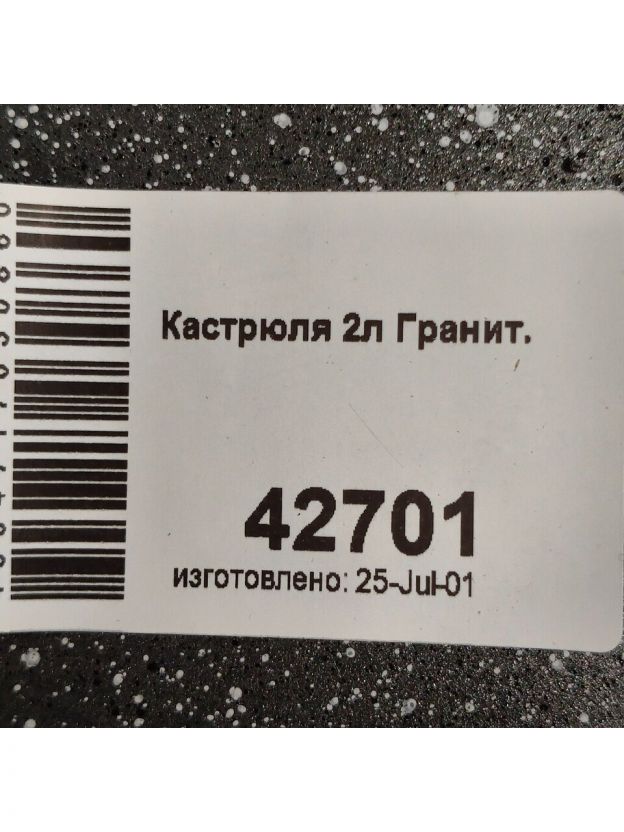 Кастрюля 2л Гранит.
42701
изготовлено: 25-Jul-01